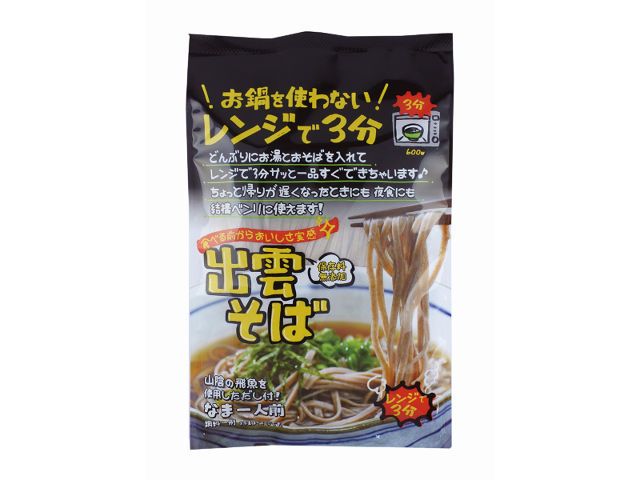 ！お鍋を使わない！
レンジで3分
3分
600w
どんぶりにお湯とおそばを入れて
レンジで3分サッと一品すぐできちゃいます♪
ちょっと帰りが遅くなったときにも 夜食にも
結構ベンリに使えます！
食べる前からおいしさ実感
出雲
そば
保存料
無添加
山陰の飛魚を
使用しただし付！
なま一人前
レンジで
3分